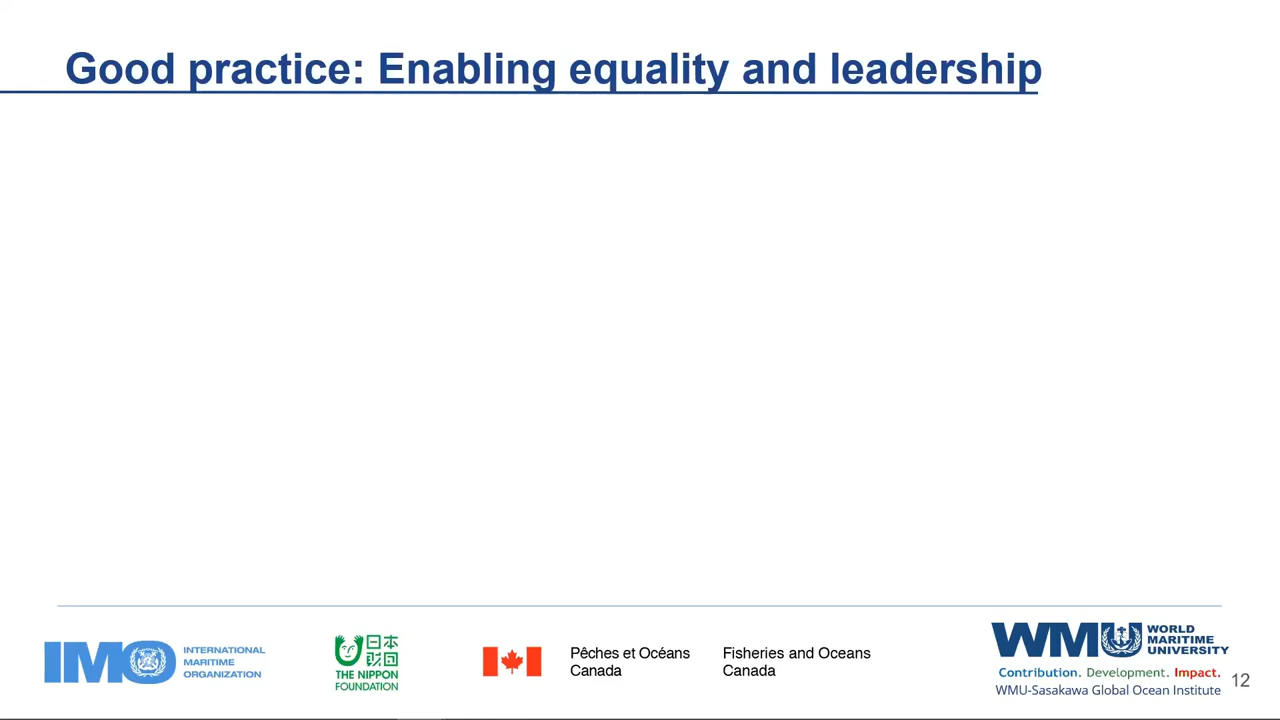 Good practice: Enabling equality and leadership
IMO
INTERNATIONAL
MARITIME
ORGANIZATION
日本
財団
THE NIPPON
FOUNDATION
Pêches et Océans
Canada
Fisheries and Oceans
Canada
WMU
WORLD
MARITIME
UNIVERSITY
Contribution. Development. Impact.
WMU-Sasakawa Global Ocean Institute
12